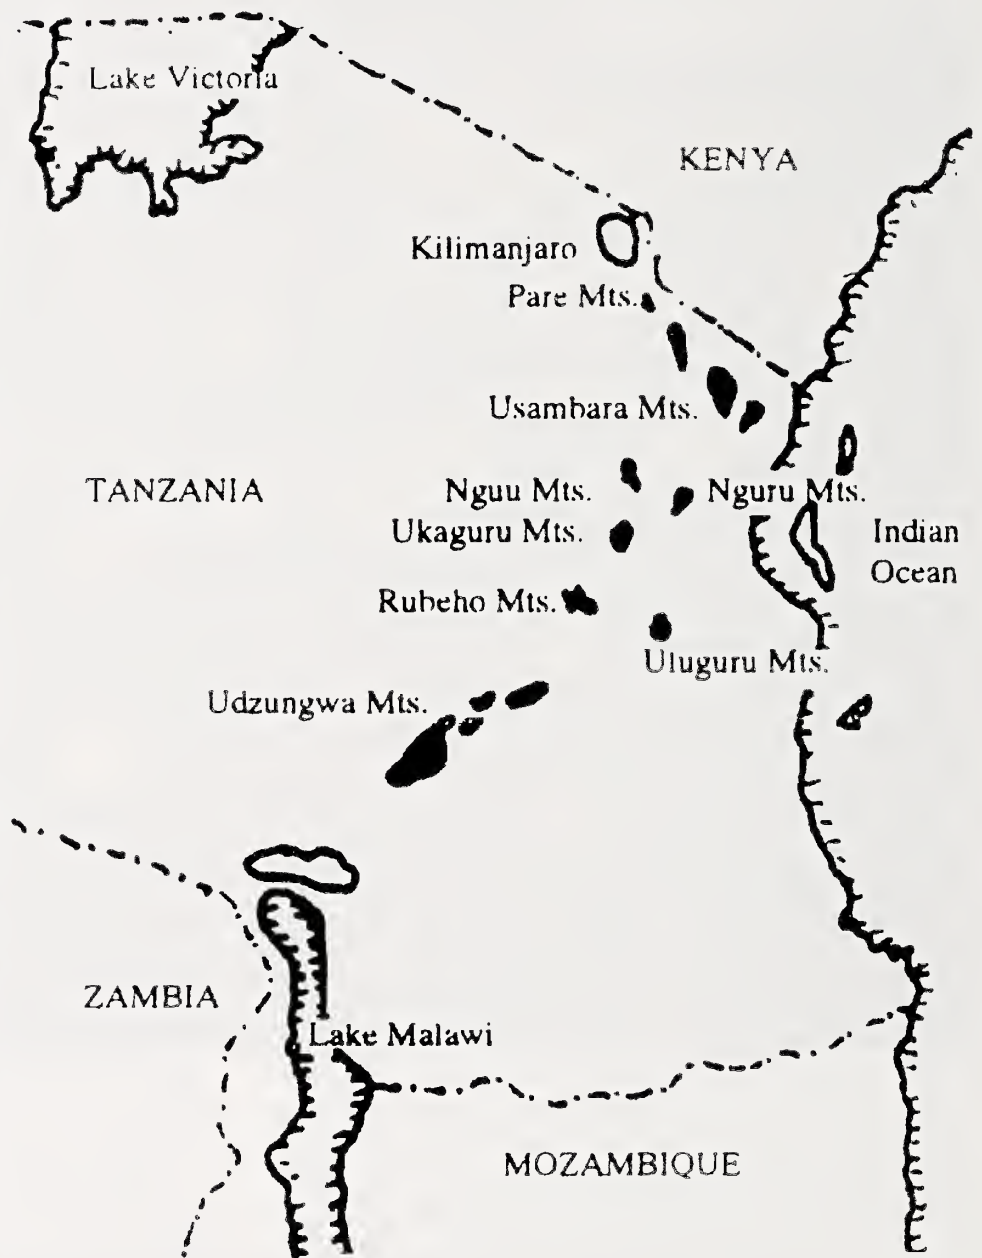 Lake Victoria
KENYA
Kilimanjaro
Pare Mts.
Usambara Mts.
TANZANIA
Nguu Mts.
Nguru Mts.
Ukaguru Mts.
Indian
Ocean
Rubeho Mts.
Uluguru Mts.
Udzungwa Mts.
ZAMBIA
Lake Malawi
MOZAMBIQUE